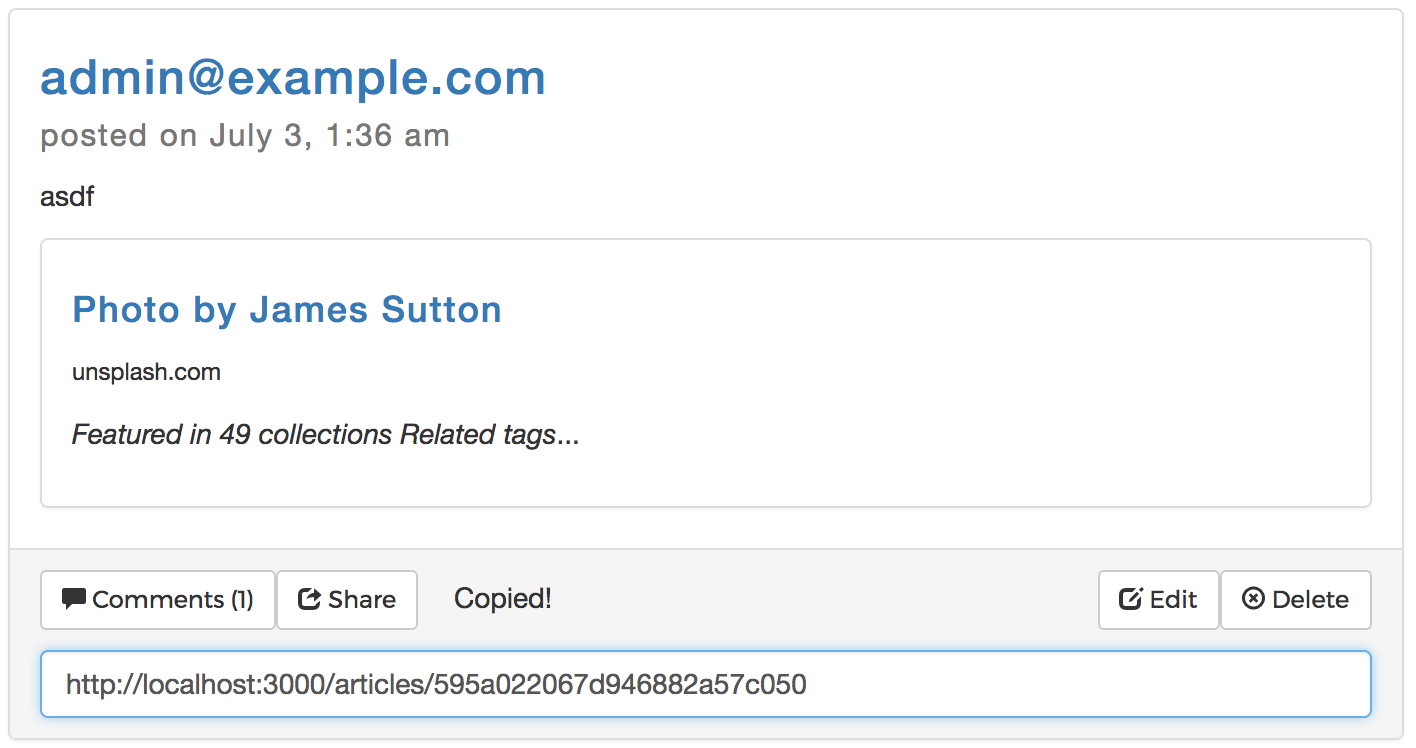 admin@example.com
posted on July 3, 1:36 am
asdf
Photo by James Sutton
unsplash.com
Featured in 49 collections Related tags...
Comments (1) Share Copied! Edit Delete
http://localhost:3000/articles/595a022067d946882a57c050